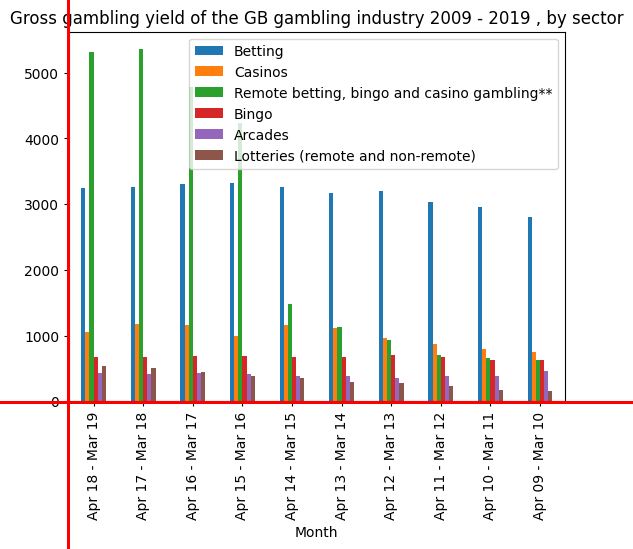 Gross gambling yield of the GB gambling industry 2009 - 2019 , by sector
Betting
Casinos
Remote betting, bingo and casino gambling**
Bingo
Arcades
Lotteries (remote and non-remote)
5000
4000
3000
2000
1000
0
Apr 18 - Mar 19
Apr 17 - Mar 18
Apr 16 - Mar 17
Apr 15 - Mar 16
Apr 14 - Mar 15
Apr 13 - Mar 14
Apr 12 - Mar 13
Apr 11 - Mar 12
Apr 10 - Mar 11
Apr 09 - Mar 10
Month